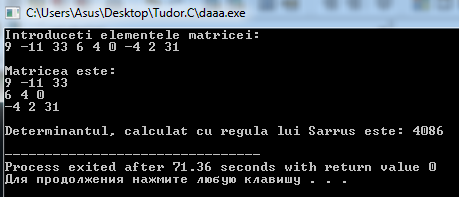 C:\Users\Asus\Desktop\Tudor.C\daaa.exe
Introduceti elementele matricei:
9 -11 33 6 4 0 -4 2 31
Matricea este:
9 -11 33
6 4 0
-4 2 31
Determinantul, calculat cu regula lui Sarrus este: 4086
--------------------------------
Process exited after 71.36 seconds with return value 0
Для продолжения нажмите любую клавишу . . .